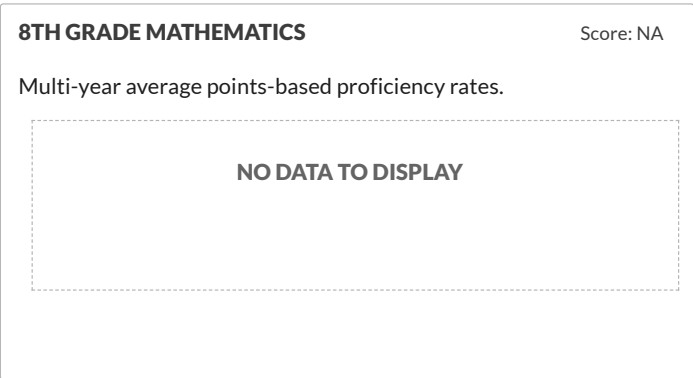 8TH GRADE MATHEMATICS Score: NA
Multi-year average points-based proficiency rates.
NO DATA TO DISPLAY